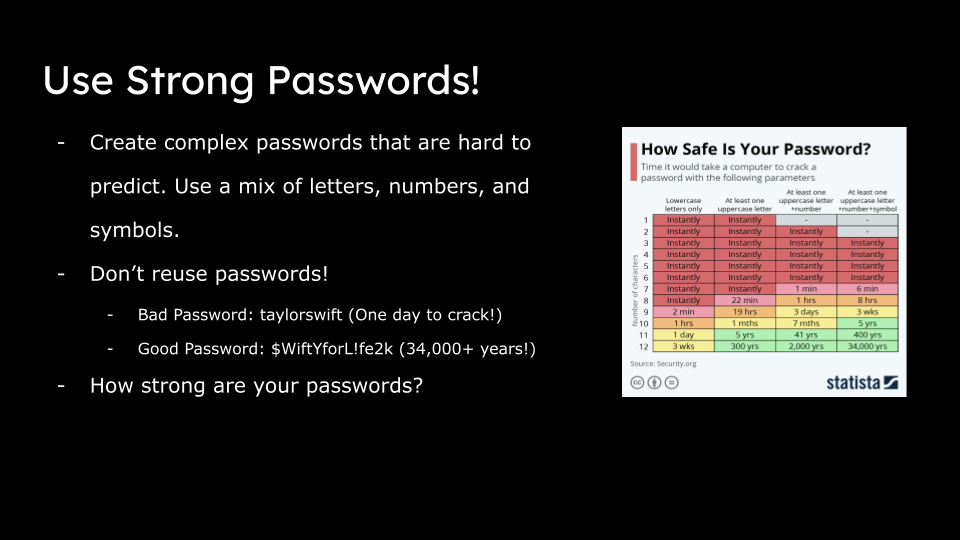 Use Strong Passwords!
- Create complex passwords that are hard to
predict. Use a mix of letters, numbers, and
symbols.
- Don’t reuse passwords!
- Bad Password: taylorswift (One day to crack!)
- Good Password: $WiftYforL!fe2k (34,000+ years!)
- How strong are your passwords?
How Safe Is Your Password?
Time it would take a computer to crack a
password with the following parameters
Number of characters
Lowercase
letters only
At least one
uppercase letter
At least one
uppercase letter
+number
At least one
uppercase letter
+number+symbol
1 Instantly Instantly - -
2 Instantly Instantly Instantly -
3 Instantly Instantly Instantly Instantly
4 Instantly Instantly Instantly Instantly
5 Instantly Instantly Instantly Instantly
6 Instantly Instantly Instantly Instantly
7 Instantly Instantly 1 min 6 min
8 Instantly 22 min 1 hrs 8 hrs
9 2 min 19 hrs 3 days 3 wks
10 1 hrs 1 mths 7 mths 5 yrs
11 1 day 5 yrs 41 yrs 400 yrs
12 3 wks 300 yrs 2,000 yrs 34,000 yrs
Source: Security.org
cc
statista